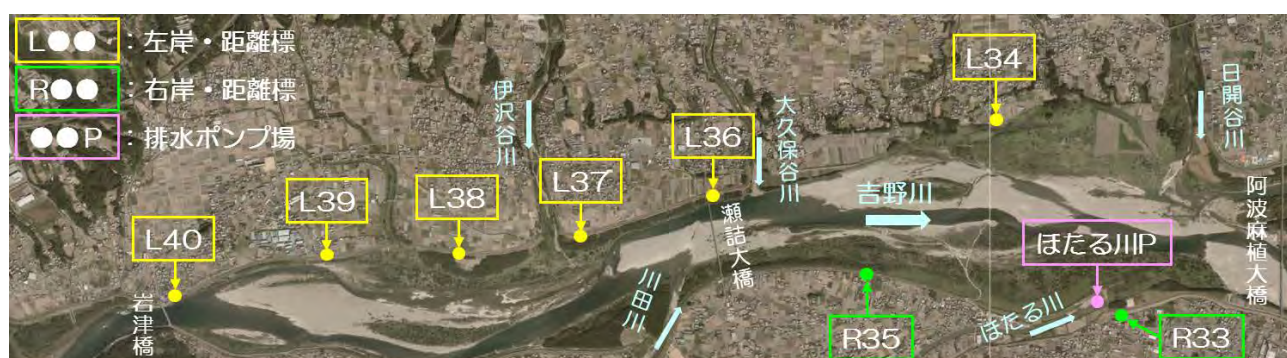 L●● ：左岸・距離標
R●● ：右岸・距離標
●●P ：排水ポンプ場
L34
日開谷川
伊沢谷川
大久保谷川
L36
L37
L38
L39
L40
吉野川
阿波麻植大橋
瀬詰大橋
ほたる川P
川田川
岩津橋
ほたる川
R35
R33